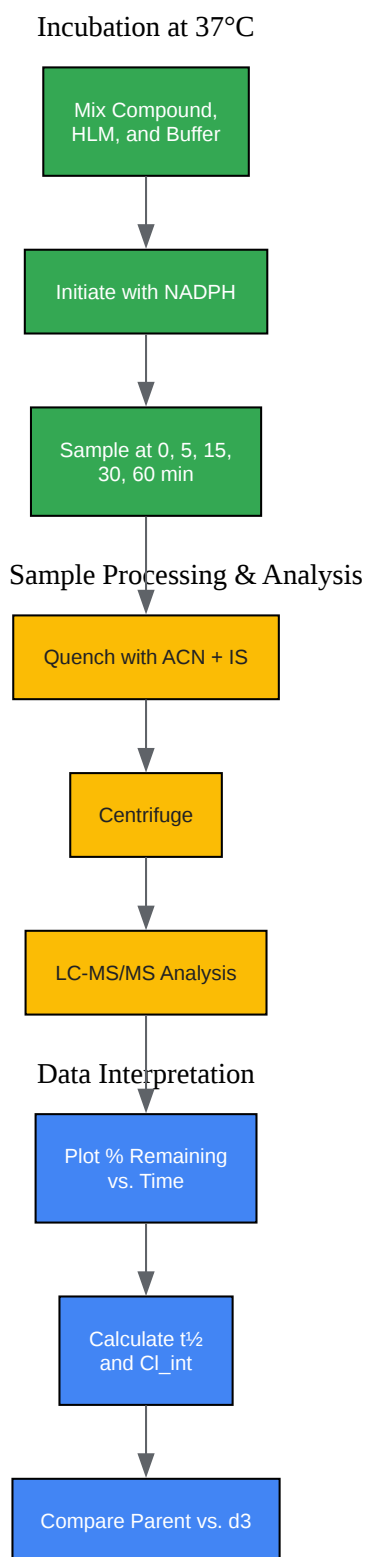 Incubation at 37°C
Mix Compound,
HLM, and Buffer
Initiate with NADPH
Sample at 0, 5, 15,
30, 60 min
Sample Processing & Analysis
Quench with ACN + IS
Centrifuge
LC-MS/MS Analysis
Data Interpretation
Plot % Remaining
vs. Time
Calculate t½
and Cl_int
Compare Parent vs. d3